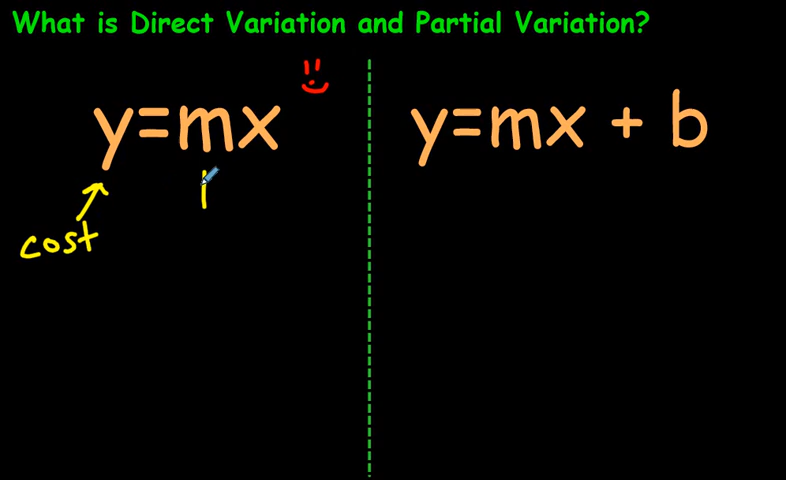 What is Direct Variation and Partial Variation?
y=mx
y=mx + b
cost